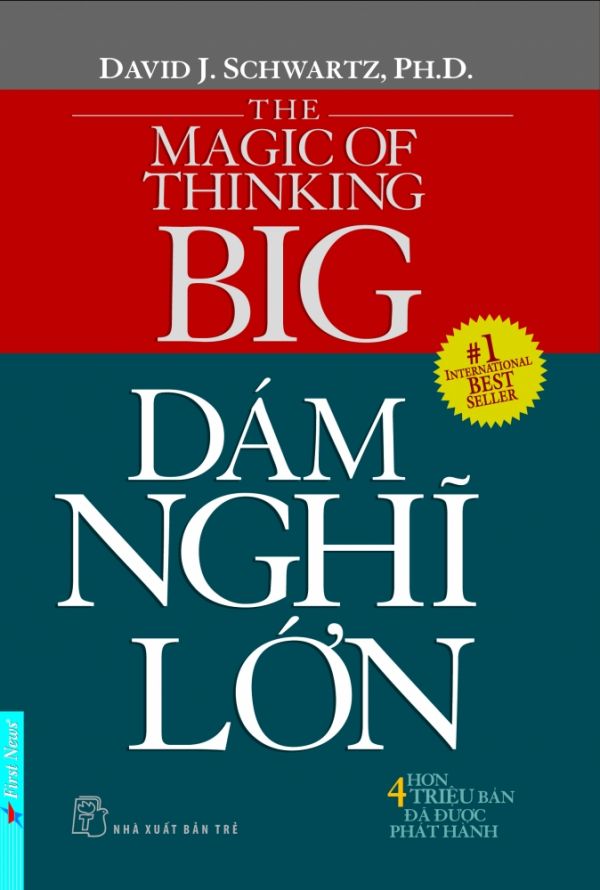 DAVID J. SCHWARTZ, PH.D.
THE
MAGIC OF
THINKING
BIG
#1
INTERNATIONAL
BEST
SELLER
DÁM
NGHĨ
LỚN
First News®
NHÀ XUẤT BẢN TRẺ
HƠN
4 TRIỆU BẢN
ĐÃ ĐƯỢC
PHÁT HÀNH